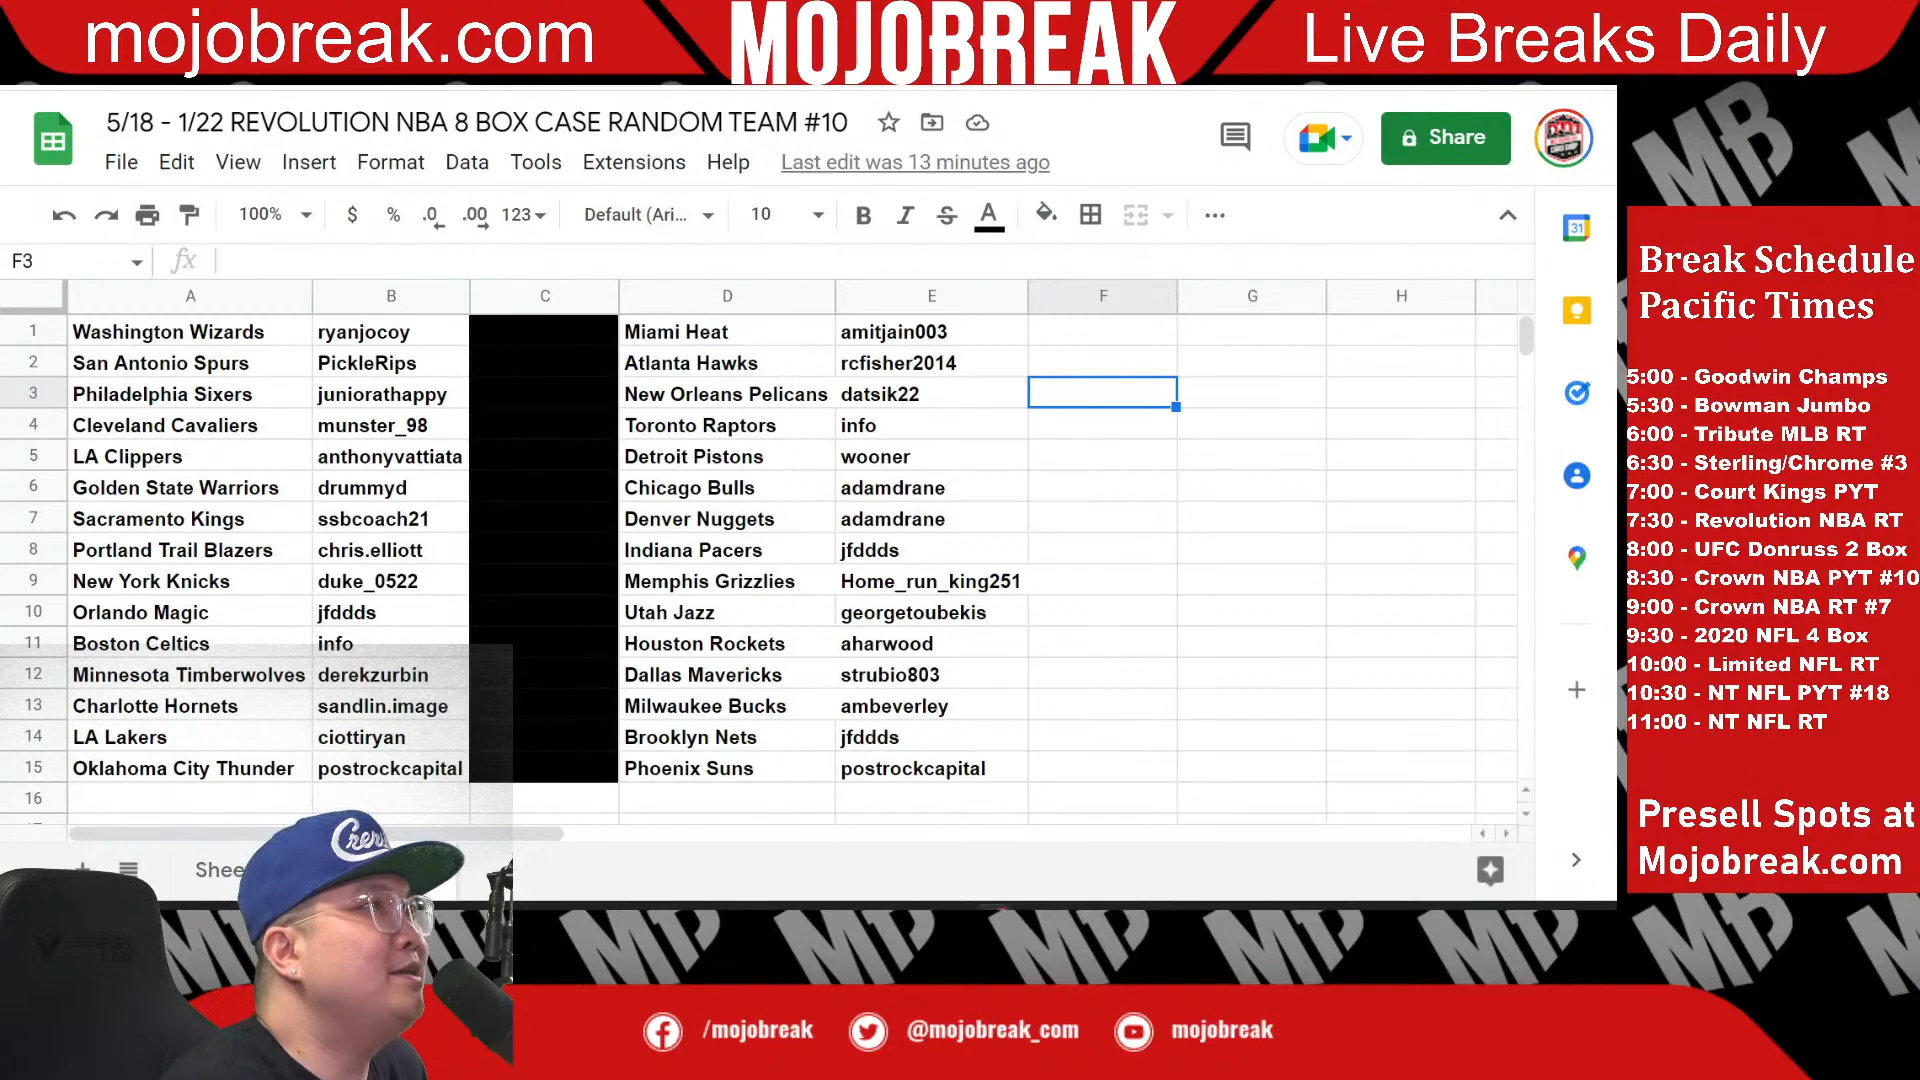 mojobreak.com
MOJOBREAK
Live Breaks Daily
5/18 - 1/22 REVOLUTION NBA 8 BOX CASE RANDOM TEAM #10
Share
File Edit View Insert Format Data Tools Extensions Help Last edit was 13 minutes ago
100% $ % .0 .00 123 Default (Ari... 10 B I S A
31
F3 fx
A B C D E F G H
1 Washington Wizards ryanjocoy Miami Heat amitjain003
2 San Antonio Spurs PickleRips Atlanta Hawks rcfisher2014
3 Philadelphia Sixers juniorathappy New Orleans Pelicans datsik22
4 Cleveland Cavaliers munster_98 Toronto Raptors info
5 LA Clippers anthonyvattiata Detroit Pistons wooner
6 Golden State Warriors drummyd Chicago Bulls adamdrane
7 Sacramento Kings ssbcoach21 Denver Nuggets adamdrane
8 Portland Trail Blazers chris.elliott Indiana Pacers jfddds
9 New York Knicks duke_0522 Memphis Grizzlies Home_run_king251
10 Orlando Magic jfddds Utah Jazz georgetoubekis
11 Boston Celtics info Houston Rockets aharwood
12 Minnesota Timberwolves derekzurbin Dallas Mavericks strubio803
13 Charlotte Hornets sandlin.image Milwaukee Bucks ambeverley
14 LA Lakers ciottiryan Brooklyn Nets jfddds
15 Oklahoma City Thunder postrockcapital Phoenix Suns postrockcapital
16
Shee
Break Schedule
Pacific Times
5:00 - Goodwin Champs
5:30 - Bowman Jumbo
6:00 - Tribute MLB RT
6:30 - Sterling/Chrome #3
7:00 - Court Kings PYT
7:30 - Revolution NBA RT
8:00 - UFC Donruss 2 Box
8:30 - Crown NBA PYT #10
9:00 - Crown NBA RT #7
9:30 - 2020 NFL 4 Box
10:00 - Limited NFL RT
10:30 - NT NFL PYT #18
11:00 - NT NFL RT
Presell Spots at
Mojobreak.com
/mojobreak @mojobreak_com mojobreak